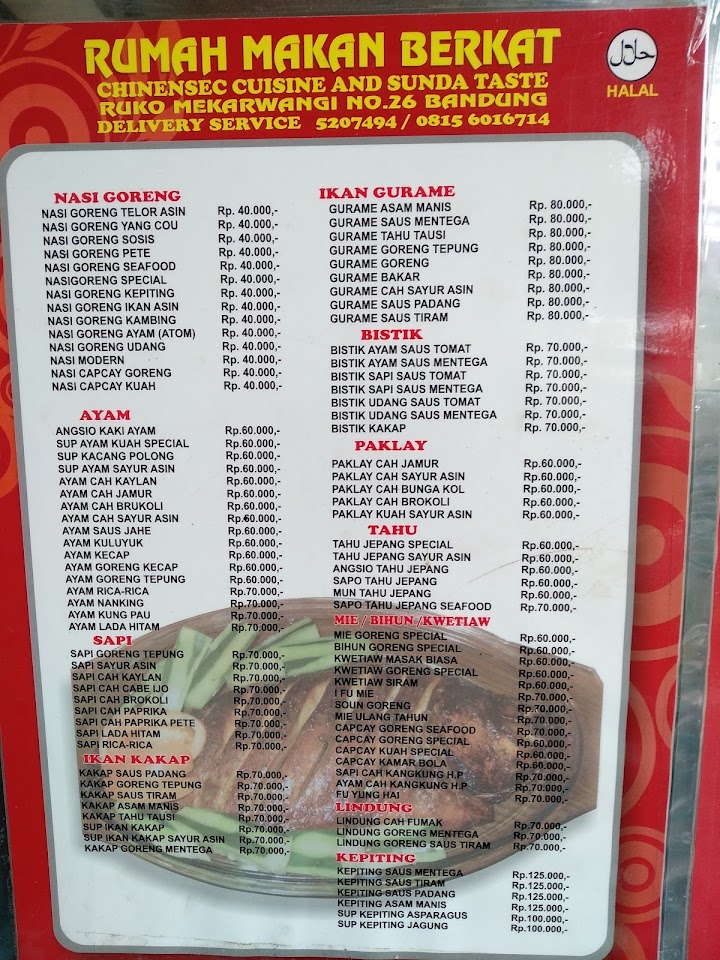 RUMAH MAKAN BERKAT
CHINENSEC CUISINE AND SUNDA TASTE
RUKO MEKARWANGI NO.26 BANDUNG
DELIVERY SERVICE 5207494 / 0815 6016714
حلال
HALAL
NASI GORENG
NASI GORENG TELOR ASIN Rp. 40.000,-
NASI GORENG YANG COU Rp. 40.000,-
NASI GORENG SOSIS Rp. 40.000,-
NASI GORENG PETE Rp. 40.000,-
NASI GORENG SEAFOOD Rp. 40.000,-
NASIGORENG SPECIAL Rp. 40.000,-
NASI GORENG KEPITING Rp. 40.000,-
NASI GORENG IKAN ASIN Rp. 40.000,-
NASI GORENG KAMBING Rp. 40.000,-
NASI GORENG AYAM (ATOM) Rp. 40.000,-
NASI GORENG UDANG Rp. 40.000,-
NASI MODERN Rp. 40.000,-
NASI CAPCAY GORENG Rp. 40.000,-
NASI CAPCAY KUAH Rp. 40.000,-
AYAM
ANGSIO KAKI AYAM Rp.60.000,-
SUP AYAM KUAH SPECIAL Rp.60.000,-
SUP KACANG POLONG Rp.60.000,-
SUP AYAM SAYUR ASIN Rp.60.000,-
AYAM CAH KAYLAN Rp.60.000,-
AYAM CAH JAMUR Rp.60.000,-
AYAM CAH BRUKOLI Rp.60.000,-
AYAM CAH SAYUR ASIN Rp.60.000,-
AYAM SAUS JAHE Rp.60.000,-
AYAM KULUYUK Rp.60.000,-
AYAM KECAP Rp.60.000,-
AYAM GORENG KECAP Rp.60.000,-
AYAM GORENG TEPUNG Rp.60.000,-
AYAM RICA-RICA Rp.70.000,-
AYAM NANKING Rp.70.000,-
AYAM KUNG PAU Rp.70.000,-
AYAM LADA HITAM Rp.70.000,-
SAPI
SAPI GORENG TEPUNG Rp.70.000,-
SAPI SAYUR ASIN Rp.70.000,-
SAPI CAH KAYLAN Rp.70.000,-
SAPI CAH CABE IJO Rp.70.000,-
SAPI CAH BROKOLI Rp.70.000,-
SAPI CAH PAPRIKA Rp.70.000,-
SAPI CAH PAPRIKA PETE Rp.70.000,-
SAPI LADA HITAM Rp.70.000,-
SAPI RICA-RICA Rp.70.000,-
IKAN KAKAP
KAKAP SAUS PADANG Rp.70.000,-
KAKAP GORENG TEPUNG Rp.70.000,-
KAKAP SAUS TIRAM Rp.70.000,-
KAKAP ASAM MANIS Rp.70.000,-
KAKAP TAHU TAUSI Rp.70.000,-
SUP IKAN KAKAP Rp.70.000,-
SUP IKAN KAKAP SAYUR ASIN Rp.70.000,-
KAKAP GORENG MENTEGA Rp.70.000,-
IKAN GURAME
GURAME ASAM MANIS Rp. 80.000,-
GURAME SAUS MENTEGA Rp. 80.000,-
GURAME TAHU TAUSI Rp. 80.000,-
GURAME GORENG TEPUNG Rp. 80.000,-
GURAME GORENG Rp. 80.000,-
GURAME BAKAR Rp. 80.000,-
GURAME CAH SAYUR ASIN Rp. 80.000,-
GURAME SAUS PADANG Rp. 80.000,-
GURAME SAUS TIRAM Rp. 80.000,-
BISTIK
BISTIK AYAM SAUS TOMAT Rp. 70.000,-
BISTIK AYAM SAUS MENTEGA Rp. 70.000,-
BISTIK SAPI SAUS TOMAT Rp. 70.000,-
BISTIK SAPI SAUS MENTEGA Rp. 70.000,-
BISTIK UDANG SAUS TOMAT Rp. 70.000,-
BISTIK UDANG SAUS MENTEGA Rp. 70.000,-
BISTIK KAKAP Rp. 70.000,-
PAKLAY
PAKLAY CAH JAMUR Rp.60.000,-
PAKLAY CAH SAYUR ASIN Rp.60.000,-
PAKLAY CAH BUNGA KOL Rp.60.000,-
PAKLAY CAH BROKOLI Rp.60.000,-
PAKLAY KUAH SAYUR ASIN Rp.60.000,-
TAHU
TAHU JEPANG SPECIAL Rp.60.000,-
TAHU JEPANG SAYUR ASIN Rp.60.000,-
ANGSIO TAHU JEPANG Rp.60.000,-
SAPO TAHU JEPANG Rp.60.000,-
MUN TAHU JEPANG Rp.60.000,-
SAPO TAHU JEPANG SEAFOOD Rp.70.000,-
MIE / BIHUN /KWETIAW
MIE GORENG SPECIAL Rp.60.000,-
BIHUN GORENG SPECIAL Rp.60.000,-
KWETIAW MASAK BIASA Rp.60.000,-
KWETIAW GORENG SPECIAL Rp.60.000,-
KWETIAW SIRAM Rp.60.000,-
I FU MIE Rp.70.000,-
SOUN GORENG Rp.70.000,-
MIE ULANG TAHUN Rp.70.000,-
CAPCAY GORENG SEAFOOD Rp.70.000,-
CAPCAY GORENG SPECIAL Rp.60.000,-
CAPCAY KUAH SPECIAL Rp.60.000,-
CAPCAY KAMAR BOLA Rp.60.000,-
SAPI CAH KANGKUNG H.P Rp.70.000,-
AYAM CAH KANGKUNG H.P Rp.70.000,-
FU YUNG HAI Rp.70.000,-
LINDUNG
LINDUNG CAH FUMAK Rp.70.000,-
LINDUNG GORENG MENTEGA Rp.70.000,-
LINDUNG GORENG SAUS TIRAM Rp.70.000,-
KEPITING
KEPITING SAUS MENTEGA Rp.125.000,-
KEPITING SAUS TIRAM Rp.125.000,-
KEPITING SAUS PADANG Rp.125.000,-
KEPITING ASAM MANIS Rp.125.000,-
SUP KEPITING ASPARAGUS Rp.100.000,-
SUP KEPITING JAGUNG Rp.100.000,-